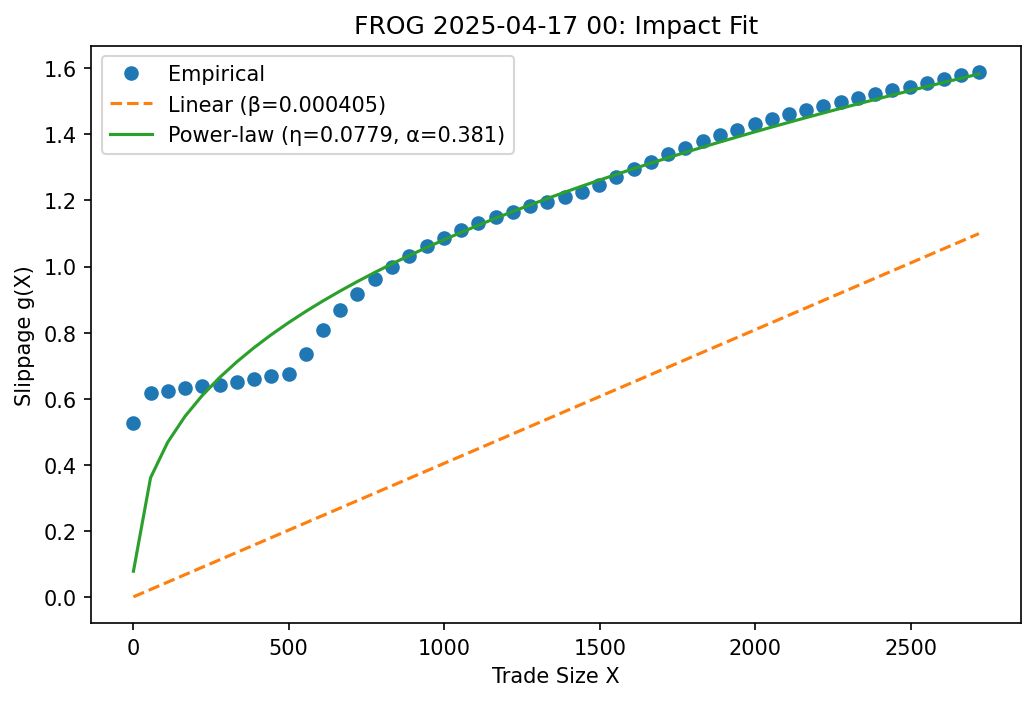 FROG 2025-04-17 00: Impact Fit
Empirical
Linear (β=0.000405)
Power-law (η=0.0779, α=0.381)
Slippage g(X)
1.6
1.4
1.2
1.0
0.8
0.6
0.4
0.2
0.0
0 500 1000 1500 2000 2500
Trade Size X